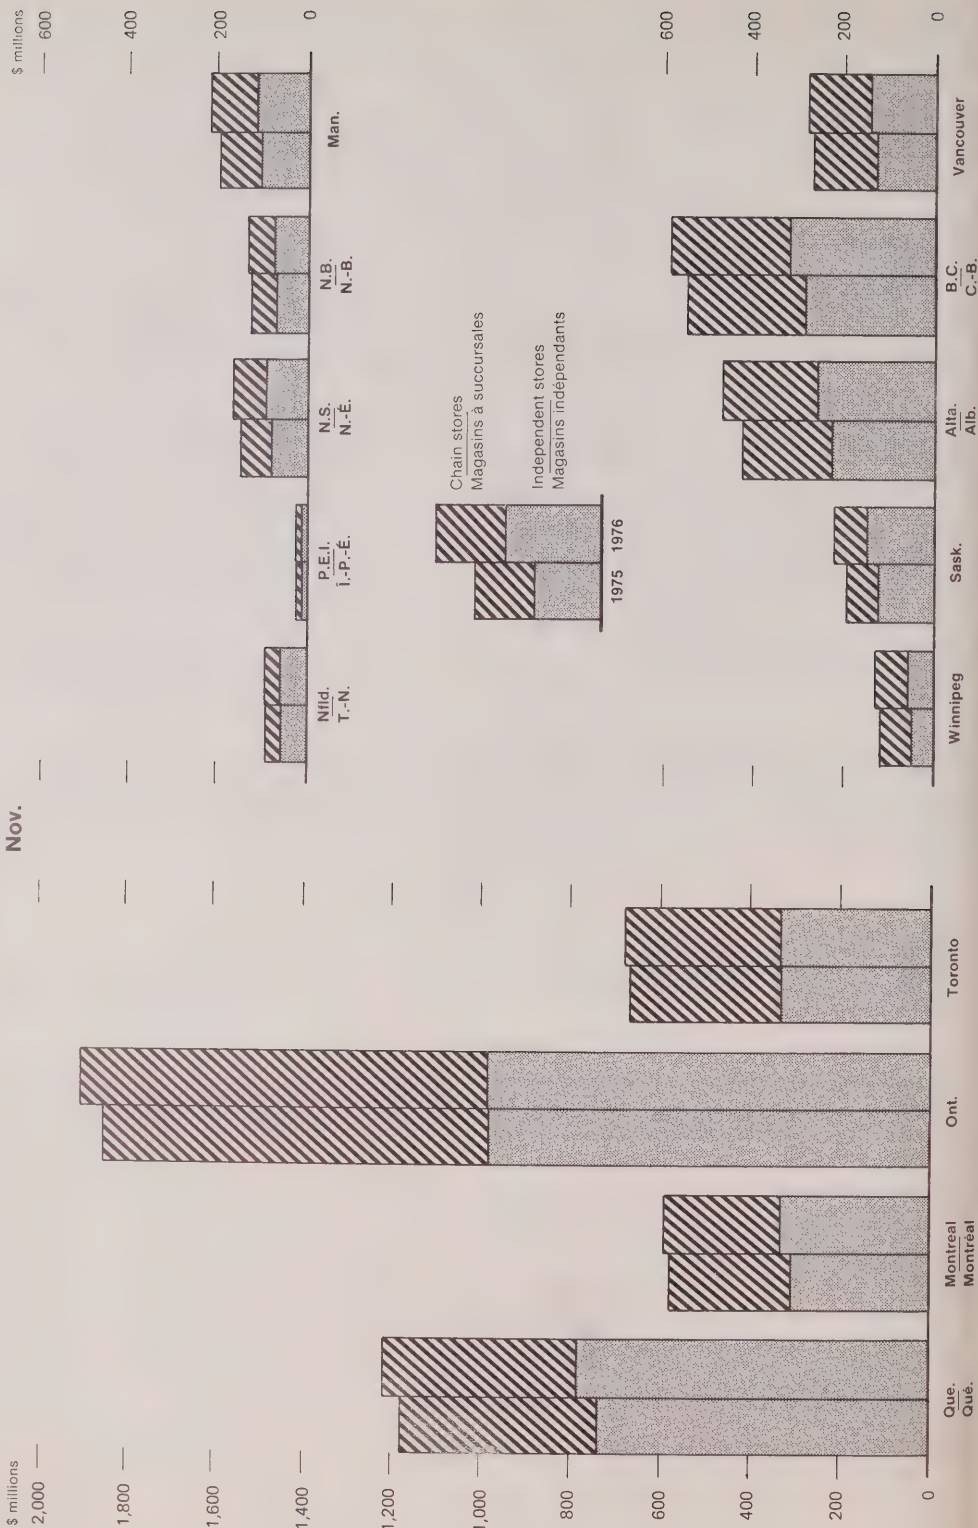 Nov.
$ millions
2,000
1,800
1,600
1,400
1,200
1,000
800
600
400
200
0
Que.
Qué.
Montreal
Montréal
Ont.
Toronto
$ millions
600
400
200
0
Nfld.
T.-N.
P.E.I.
Î.-P.-É.
N.S.
N.-É.
N.B.
N.-B.
Man.
Chain stores
Magasins à succursales
Independent stores
Magasins indépendants
1975 1976
600
400
200
0
Winnipeg
Sask.
Alta.
Alb.
B.C.
C.-B.
Vancouver